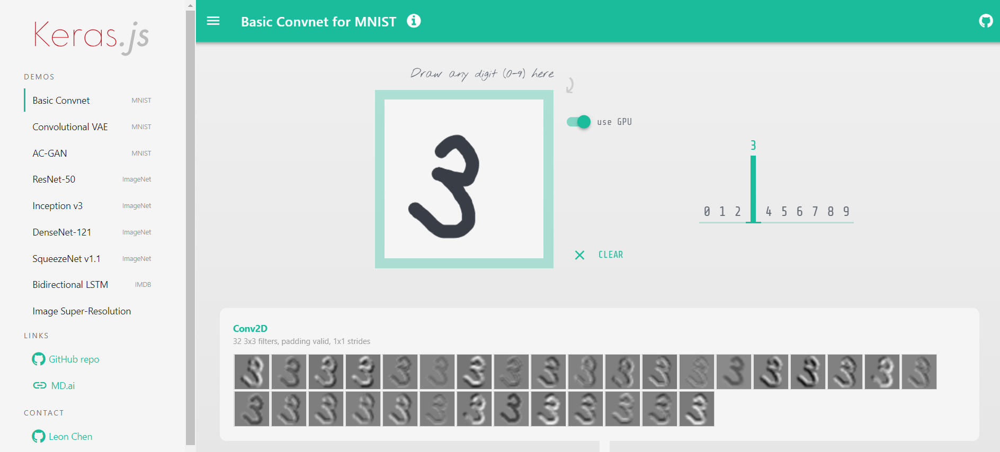 Keras.js
DEMOS
Basic Convnet MNIST
Convolutional VAE MNIST
AC-GAN MNIST
ResNet-50 ImageNet
Inception v3 ImageNet
DenseNet-121 ImageNet
SqueezeNet v1.1 ImageNet
Bidirectional LSTM IMDB
Image Super-Resolution
LINKS
GitHub repo
MD.ai
CONTACT
Leon Chen
Basic Convnet for MNIST
Draw any digit (0-9) here
3
use GPU
3
0 1 2 4 5 6 7 8 9
CLEAR
Conv2D
32 3x3 filters, padding valid, 1x1 strides